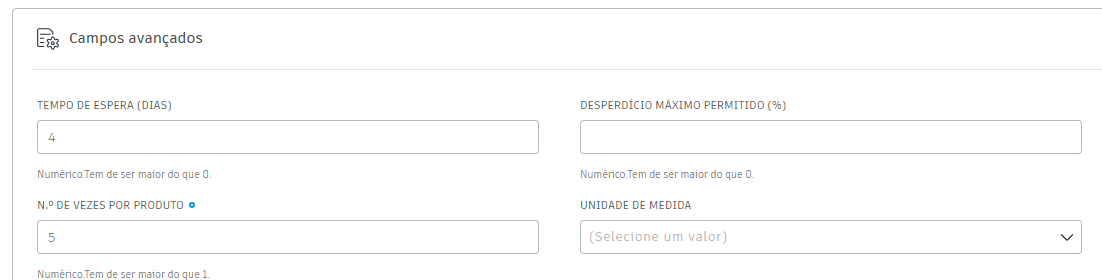 Campos avançados
TEMPO DE ESPERA (DIAS)
DESPERDÍCIO MÁXIMO PERMITIDO (%)
4
Numérico.Tem de ser maior do que 0.
Numérico.Tem de ser maior do que 0.
N.º DE VEZES POR PRODUTO
UNIDADE DE MEDIDA
5
(Selecione um valor)
Numérico.Tem de ser maior do que 1.